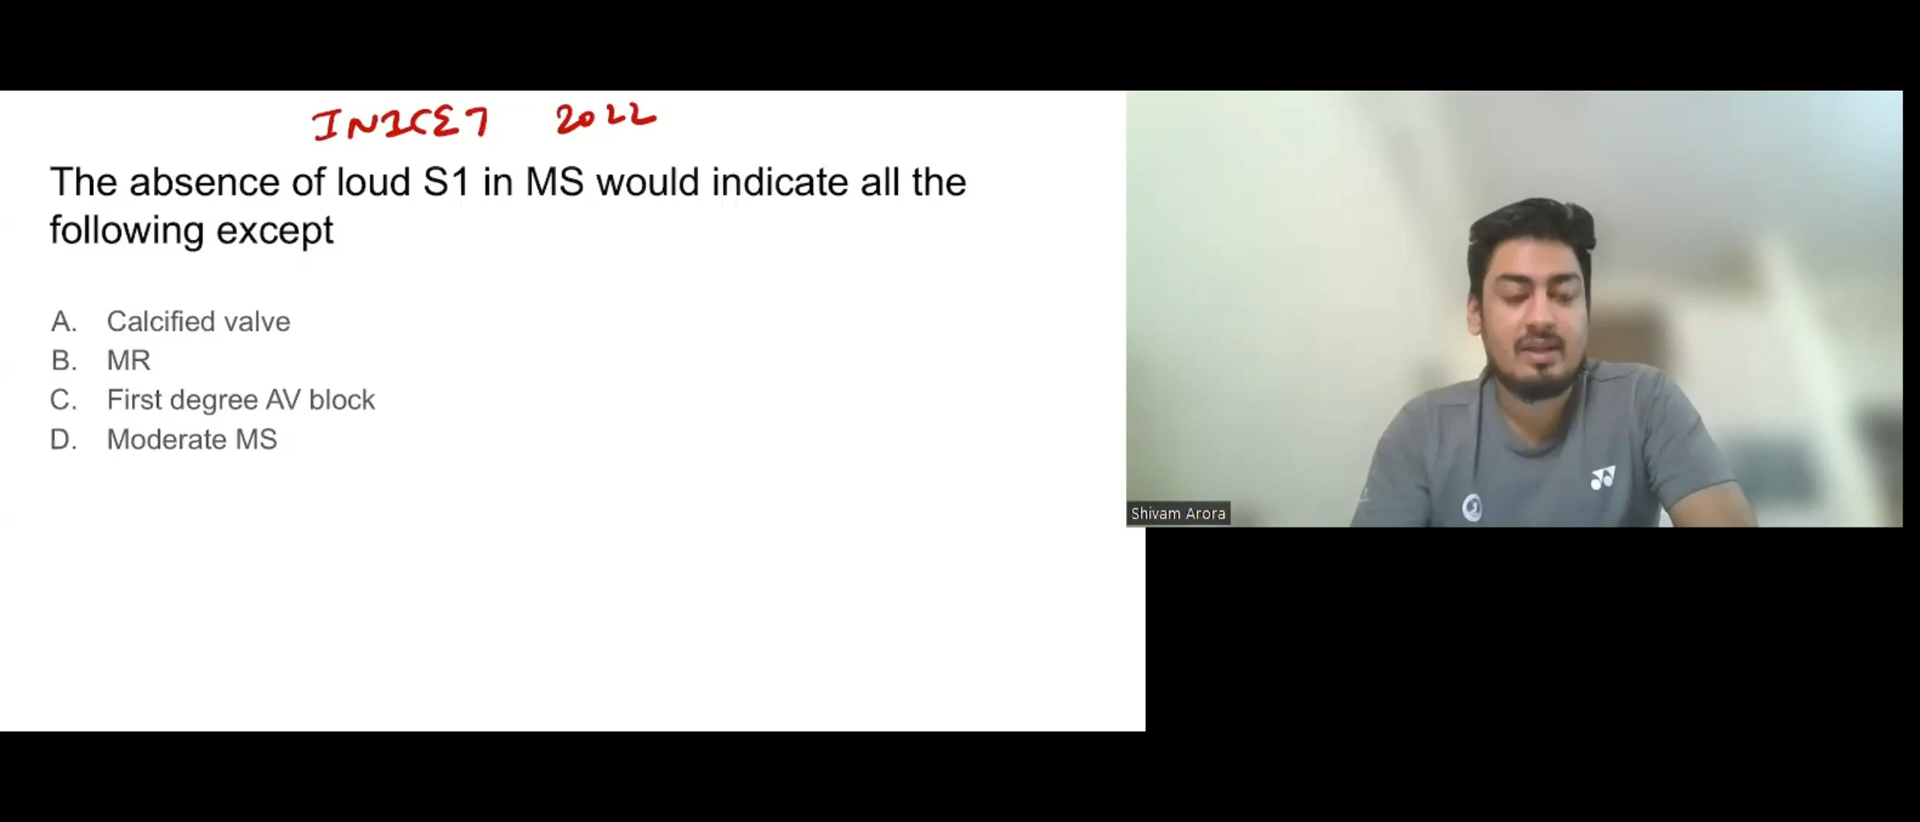 INICET 2022
The absence of loud S1 in MS would indicate all the
following except
A. Calcified valve
B. MR
C. First degree AV block
D. Moderate MS
Shivam Arora